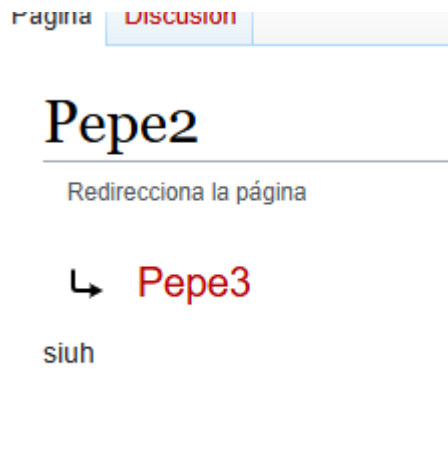 Página Discusión
Pepe2
Redirecciona la página
Pepe3
siuh